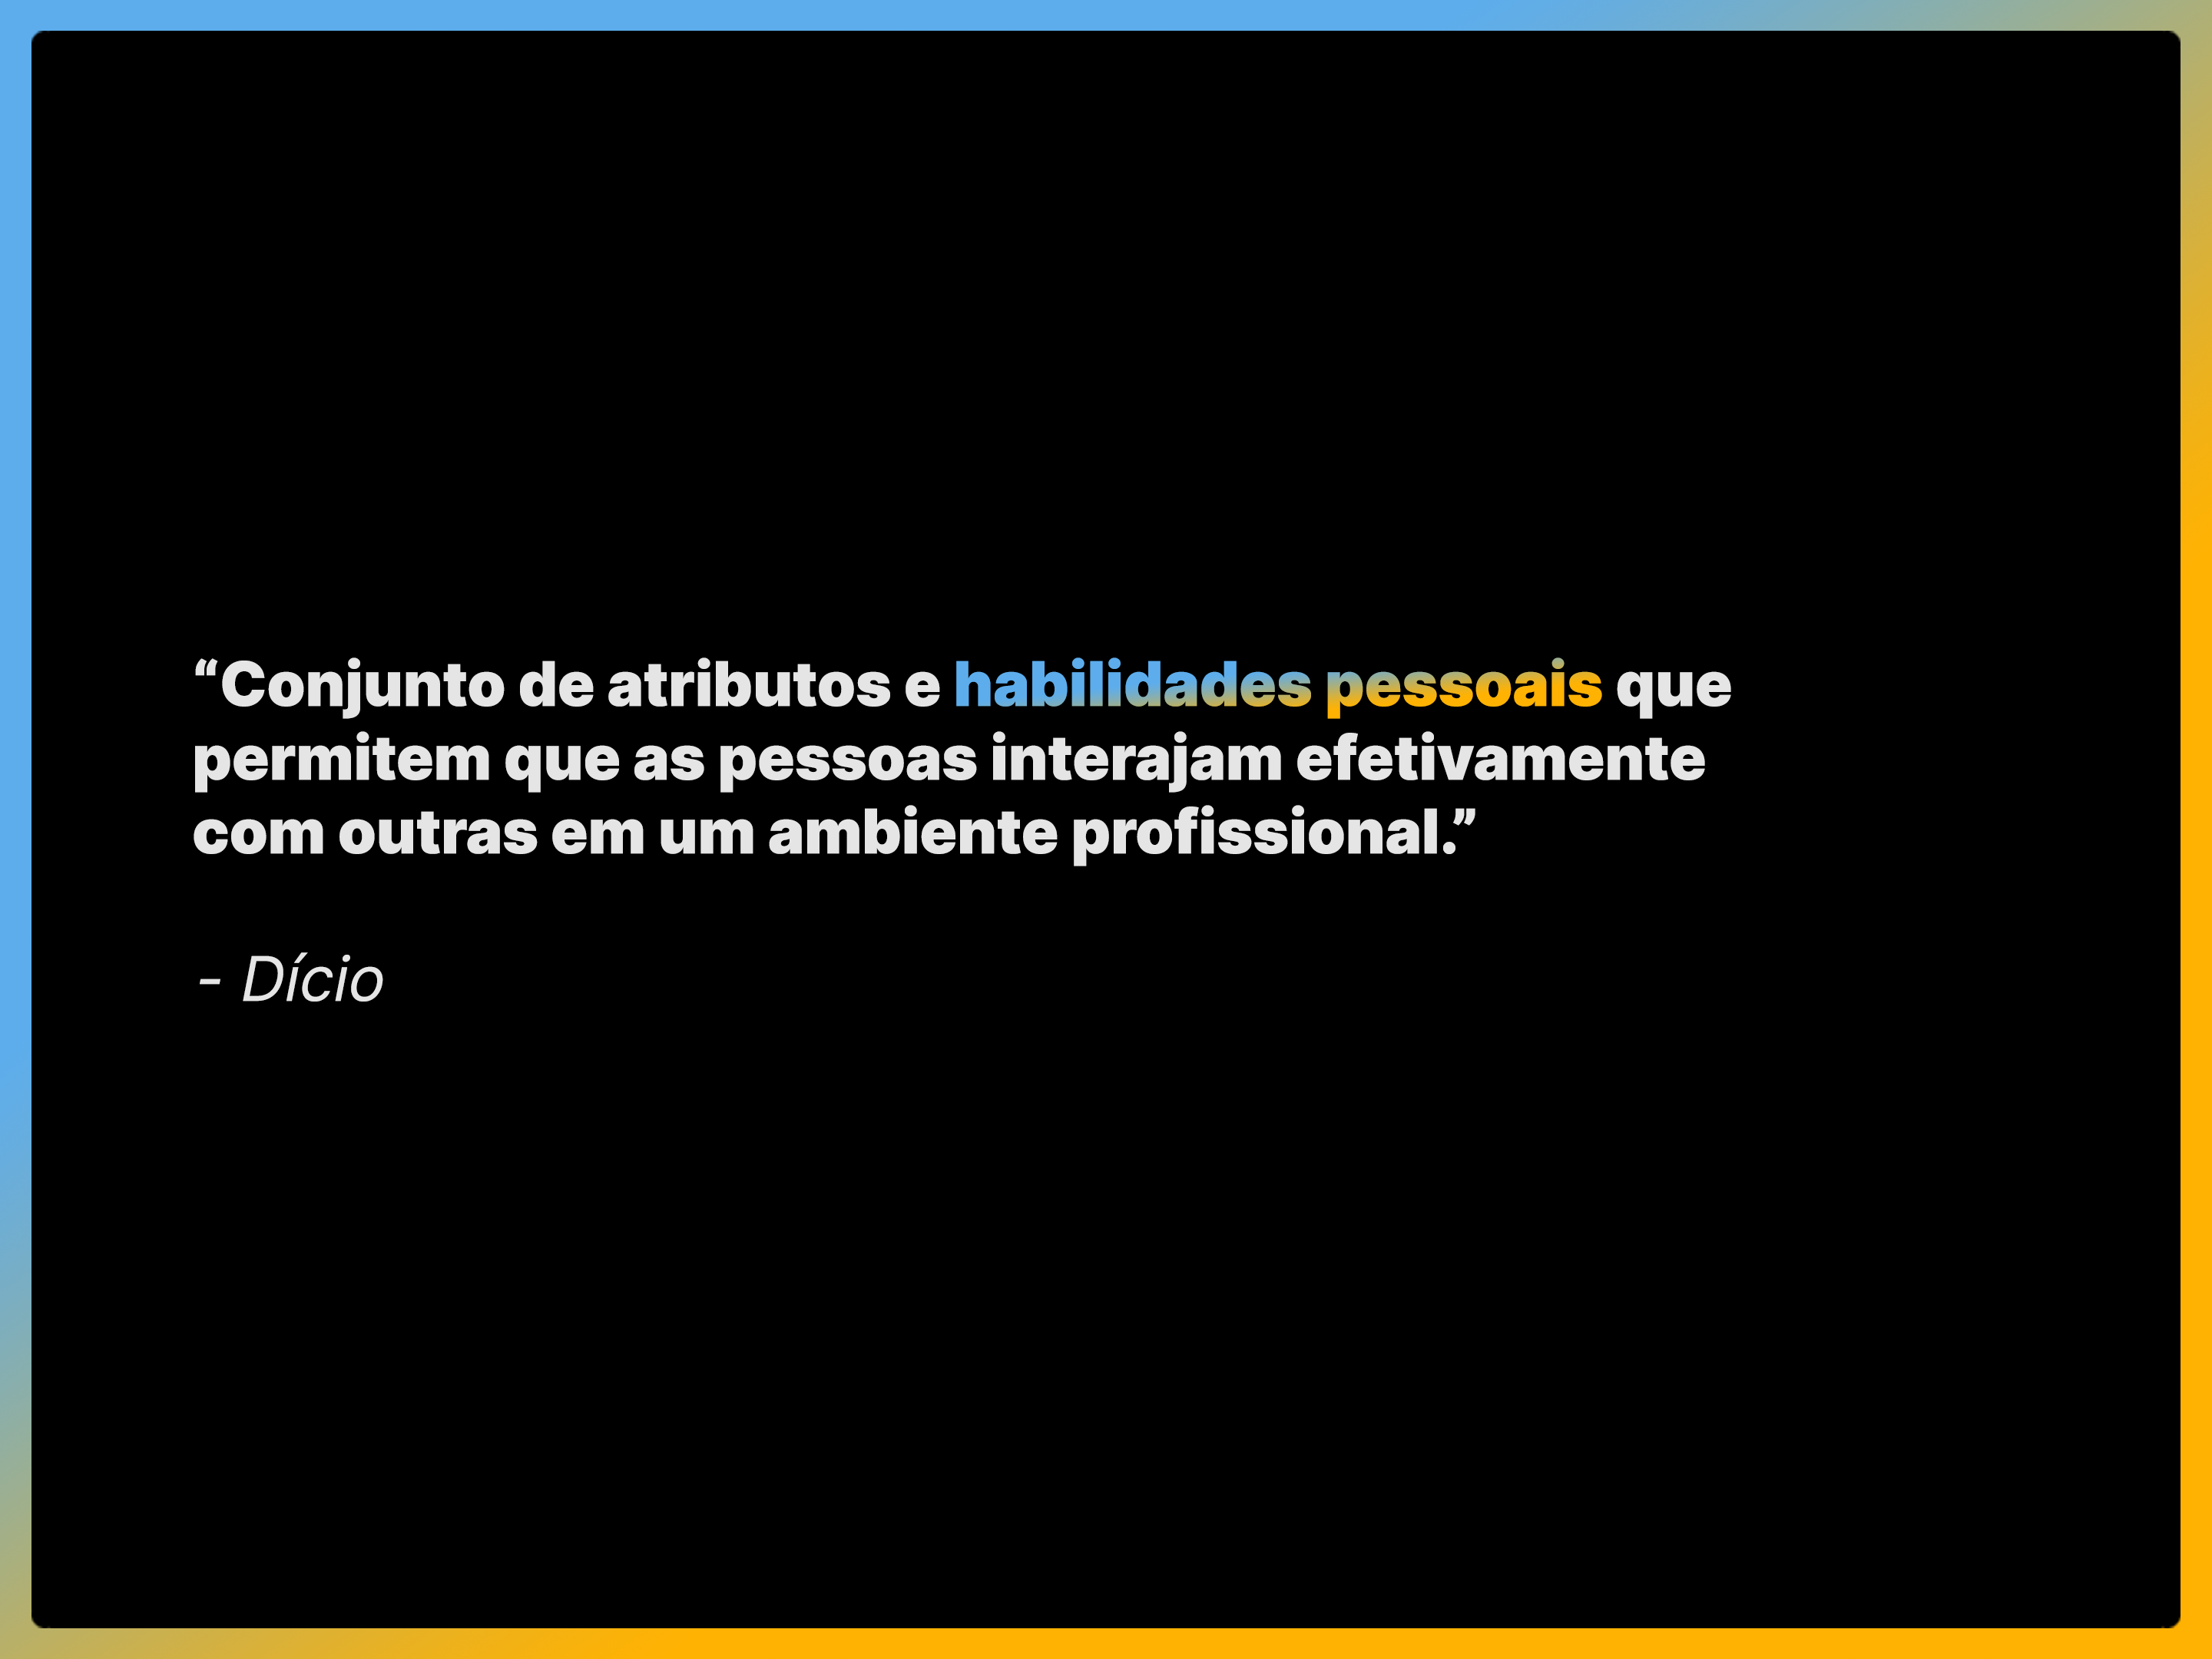 “Conjunto de atributos e habilidades pessoais que
permitem que as pessoas interajam efetivamente
com outras em um ambiente profissional.”
- Dício